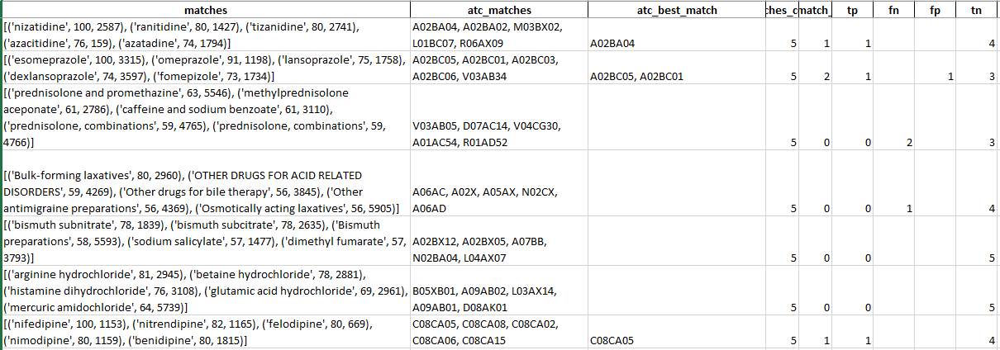 matches atc_matches atc_best_match ches_c match_ tp fn fp tn
[('nizatidine', 100, 2587), ('ranitidine', 80, 1427), ('tizanidine', 80, 2741), A02BA04, A02BA02, M03BX02,
('azacitidine', 76, 159), ('azatadine', 74, 1794)] L01BC07, R06AX09 A02BA04 5 1 1 4
[('esomeprazole', 100, 3315), ('omeprazole', 91, 1198), ('lansoprazole', 75, 1758), A02BC05, A02BC01, A02BC03,
('dexlansoprazole', 74, 3597), ('fomepizole', 73, 1734)] A02BC06, V03AB34 A02BC05, A02BC01 5 2 1 1 3
[('prednisolone and promethazine', 63, 5546), ('methylprednisolone
aceponate', 61, 2786), ('caffeine and sodium benzoate', 61, 3110),
('prednisolone, combinations', 59, 4765), ('prednisolone, combinations', 59, V03AB05, D07AC14, V04CG30,
4766)] A01AC54, R01AD52 5 0 0 2 3
[('Bulk-forming laxatives', 80, 2960), ('OTHER DRUGS FOR ACID RELATED
DISORDERS', 59, 4269), ('Other drugs for bile therapy', 56, 3845), ('Other A06AC, A02X, A05AX, N02CX,
antimigraine preparations', 56, 4369), ('Osmotically acting laxatives', 56, 5905)] A06AD 5 0 0 1 4
[('bismuth subnitrate', 78, 1839), ('bismuth subcitrate', 78, 2635), ('Bismuth
preparations', 58, 5593), ('sodium salicylate', 57, 1477), ('dimethyl fumarate', 57, A02BX12, A02BX05, A07BB,
3793)] N02BA04, L04AX07 5 0 0 5
[('arginine hydrochloride', 81, 2945), ('betaine hydrochloride', 78, 2881),
('histamine dihydrochloride', 76, 3108), ('glutamic acid hydrochloride', 69, 2961), B05XB01, A09AB02, L03AX14,
('mercuric amidochloride', 64, 5739)] A09AB01, D08AK01 5 0 0 5
[('nifedipine', 100, 1153), ('nitrendipine', 82, 1165), ('felodipine', 80, 669), C08CA05, C08CA08, C08CA02,
('nimodipine', 80, 1159), ('benidipine', 80, 1815)] C08CA06, C08CA15 C08CA05 5 1 1 4